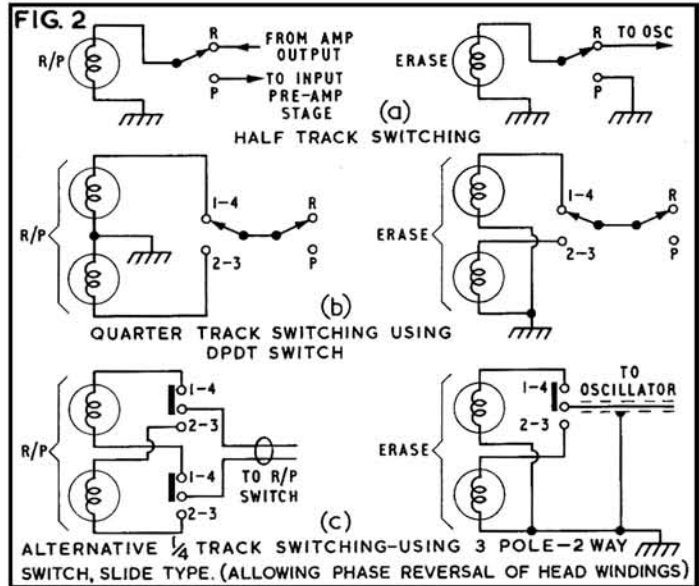 FIG. 2
R/P
R
FROM AMP
OUTPUT
P
TO INPUT
PRE-AMP
STAGE
ERASE
R
TO OSC
P
(a)
HALF TRACK SWITCHING
R/P
1-4
2-3
R
P
ERASE
1-4
2-3
R
P
(b)
QUARTER TRACK SWITCHING USING
DPDT SWITCH
R/P
1-4
2-3
1-4
2-3
TO R/P
SWITCH
ERASE
1-4
2-3
TO
OSCILLATOR
(c)
ALTERNATIVE 1/4 TRACK SWITCHING-USING 3 POLE-2 WAY
SWITCH, SLIDE TYPE. (ALLOWING PHASE REVERSAL OF HEAD WINDINGS)